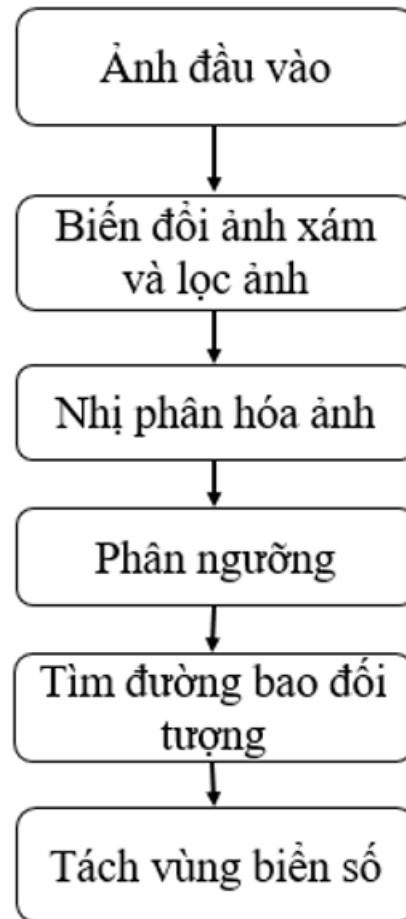 Ảnh đầu vào
Biến đổi ảnh xám
và lọc ảnh
Nhị phân hóa ảnh
Phân ngưỡng
Tìm đường bao đối
tượng
Tách vùng biển số